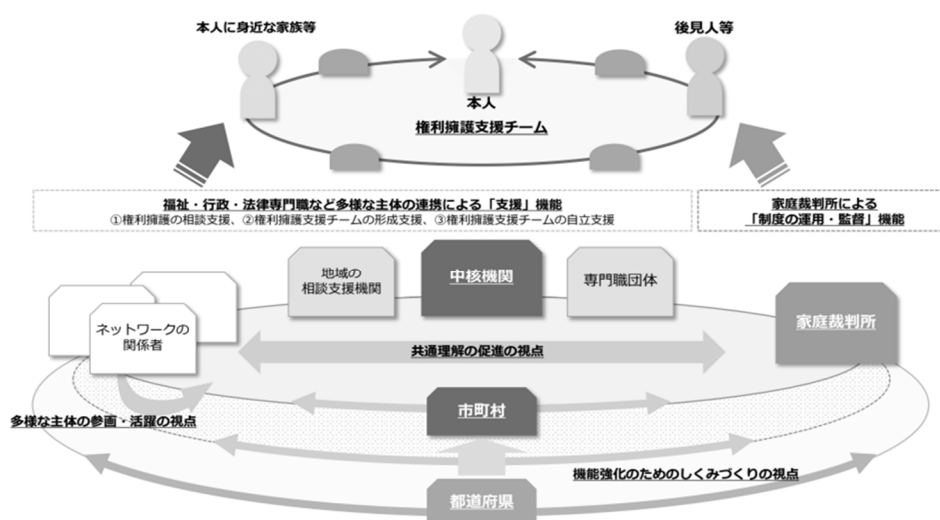 本人に身近な家族等
後見人等
本人
権利擁護支援チーム
福祉・行政・法律専門職など多様な主体の連携による「支援」機能
①権利擁護の相談支援、②権利擁護支援チームの形成支援、③権利擁護支援チームの自立支援
家庭裁判所による
「制度の運用・監督」機能
地域の
相談支援機関
中核機関
専門職団体
ネットワークの
関係者
家庭裁判所
共通理解の促進の視点
多様な主体の参画・活躍の視点
市町村
機能強化のためのしくみづくりの視点
都道府県